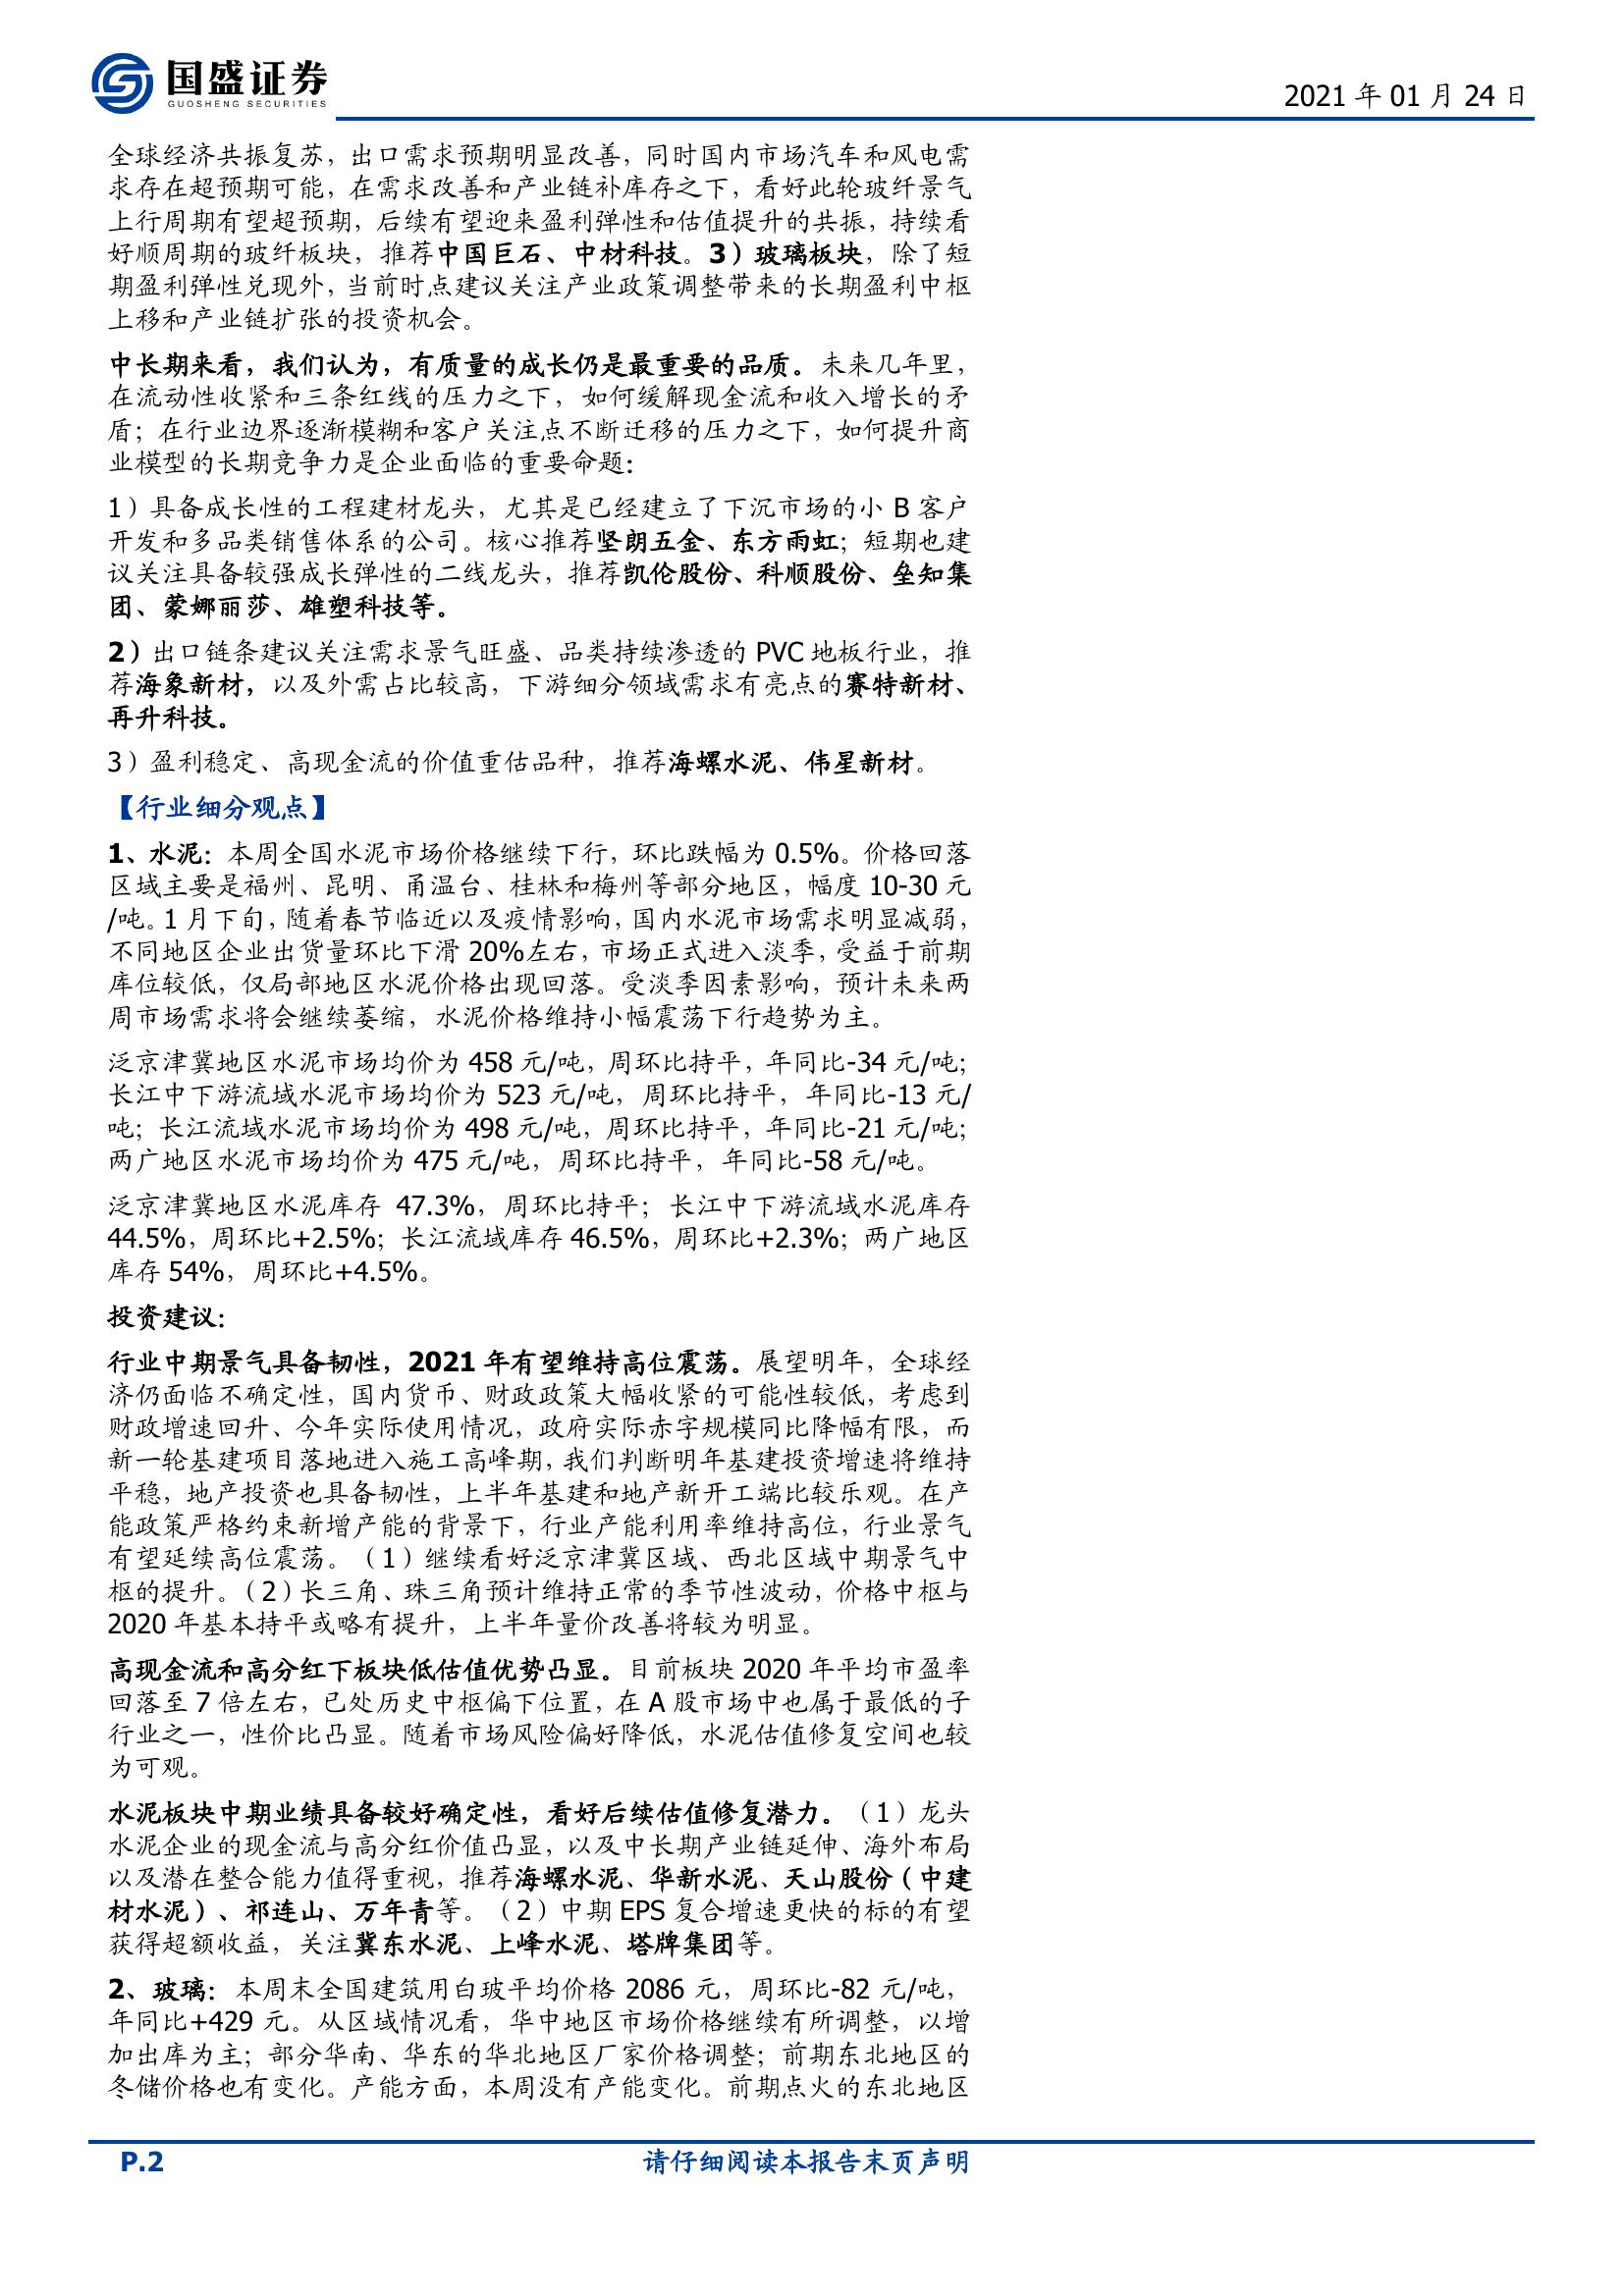 国盛证券
GUOSHENG SECURITIES
2021 年 01 月 24 日
全球经济共振复苏，出口需求预期明显改善，同时国内市场汽车和风电需
求存在超预期可能，在需求改善和产业链补库存之下，看好此轮玻纤景气
上行周期有望超预期，后续有望迎来盈利弹性和估值提升的共振，持续看
好顺周期的玻纤板块，推荐中国巨石、中材科技。3）玻璃板块，除了短
期盈利弹性兑现外，当前时点建议关注产业政策调整带来的长期盈利中枢
上移和产业链扩张的投资机会。
中长期来看，我们认为，有质量的成长仍是最重要的品质。未来几年里，
在流动性收紧和三条红线的压力之下，如何缓解现金流和收入增长的矛
盾；在行业边界逐渐模糊和客户关注点不断迁移的压力之下，如何提升商
业模型的长期竞争力是企业面临的重要命题：
1）具备成长性的工程建材龙头，尤其是已经建立了下沉市场的小 B 客户
开发和多品类销售体系的公司。核心推荐坚朗五金、东方雨虹；短期也建
议关注具备较强成长弹性的二线龙头，推荐凯伦股份、科顺股份、垒知集
团、蒙娜丽莎、雄塑科技等。
2）出口链条建议关注需求景气旺盛、品类持续渗透的 PVC 地板行业，推
荐海象新材，以及外需占比较高，下游细分领域需求有亮点的赛特新材、
再升科技。
3）盈利稳定、高现金流的价值重估品种，推荐海螺水泥、伟星新材。
【行业细分观点】
1、水泥：本周全国水泥市场价格继续下行，环比跌幅为 0.5%。价格回落
区域主要是福州、昆明、甬温台、桂林和梅州等部分地区，幅度 10-30 元
/吨。1 月下旬，随着春节临近以及疫情影响，国内水泥市场需求明显减弱，
不同地区企业出货量环比下滑 20%左右，市场正式进入淡季，受益于前期
库位较低，仅局部地区水泥价格出现回落。受淡季因素影响，预计未来两
周市场需求将会继续萎缩，水泥价格维持小幅震荡下行趋势为主。
泛京津冀地区水泥市场均价为 458 元/吨，周环比持平，年同比-34 元/吨；
长江中下游流域水泥市场均价为 523 元/吨，周环比持平，年同比-13 元/
吨；长江流域水泥市场均价为 498 元/吨，周环比持平，年同比-21 元/吨；
两广地区水泥市场均价为 475 元/吨，周环比持平，年同比-58 元/吨。
泛京津冀地区水泥库存 47.3%，周环比持平；长江中下游流域水泥库存
44.5%，周环比+2.5%；长江流域库存 46.5%，周环比+2.3%；两广地区
库存 54%，周环比+4.5%。
投资建议：
行业中期景气具备韧性，2021 年有望维持高位震荡。展望明年，全球经
济仍面临不确定性，国内货币、财政政策大幅收紧的可能性较低，考虑到
财政增速回升、今年实际使用情况，政府实际赤字规模同比降幅有限，而
新一轮基建项目落地进入施工高峰期，我们判断明年基建投资增速将维持
平稳，地产投资也具备韧性，上半年基建和地产新开工端比较乐观。在产
能政策严格约束新增产能的背景下，行业产能利用率维持高位，行业景气
有望延续高位震荡。（1）继续看好泛京津冀区域、西北区域中期景气中
枢的提升。（2）长三角、珠三角预计维持正常的季节性波动，价格中枢与
2020 年基本持平或略有提升，上半年量价改善将较为明显。
高现金流和高分红下板块低估值优势凸显。目前板块 2020 年平均市盈率
回落至 7 倍左右，已处历史中枢偏下位置，在 A 股市场中也属于最低的子
行业之一，性价比凸显。随着市场风险偏好降低，水泥估值修复空间也较
为可观。
水泥板块中期业绩具备较好确定性，看好后续估值修复潜力。（1）龙头
水泥企业的现金流与高分红价值凸显，以及中长期产业链延伸、海外布局
以及潜在整合能力值得重视，推荐海螺水泥、华新水泥、天山股份（中建
材水泥）、祁连山、万年青等。（2）中期 EPS 复合增速更快的标的有望
获得超额收益，关注冀东水泥、上峰水泥、塔牌集团等。
2、玻璃：本周末全国建筑用白玻平均价格 2086 元，周环比-82 元/吨，
年同比+429 元。从区域情况看，华中地区市场价格继续有所调整，以增
加出库为主；部分华南、华东的华北地区厂家价格调整；前期东北地区的
冬储价格也有变化。产能方面，本周没有产能变化。前期点火的东北地区
P.2
请仔细阅读本报告末页声明